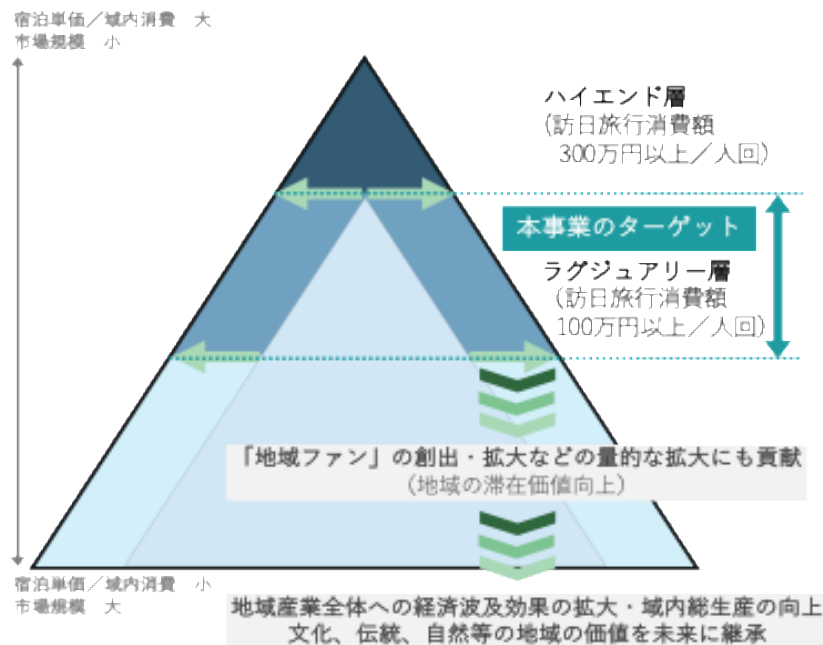 宿泊単価／域内消費　大
市場規模　小
ハイエンド層
(訪日旅行消費額
300万円以上／人回)
本事業のターゲット
ラグジュアリー層
(訪日旅行消費額
100万円以上／人回)
「地域ファン」の創出・拡大などの量的な拡大にも貢献
(地域の滞在価値向上)
宿泊単価／域内消費　小
市場規模　大
地域産業全体への経済波及効果の拡大・域内総生産の向上
文化、伝統、自然等の地域の価値を未来に継承